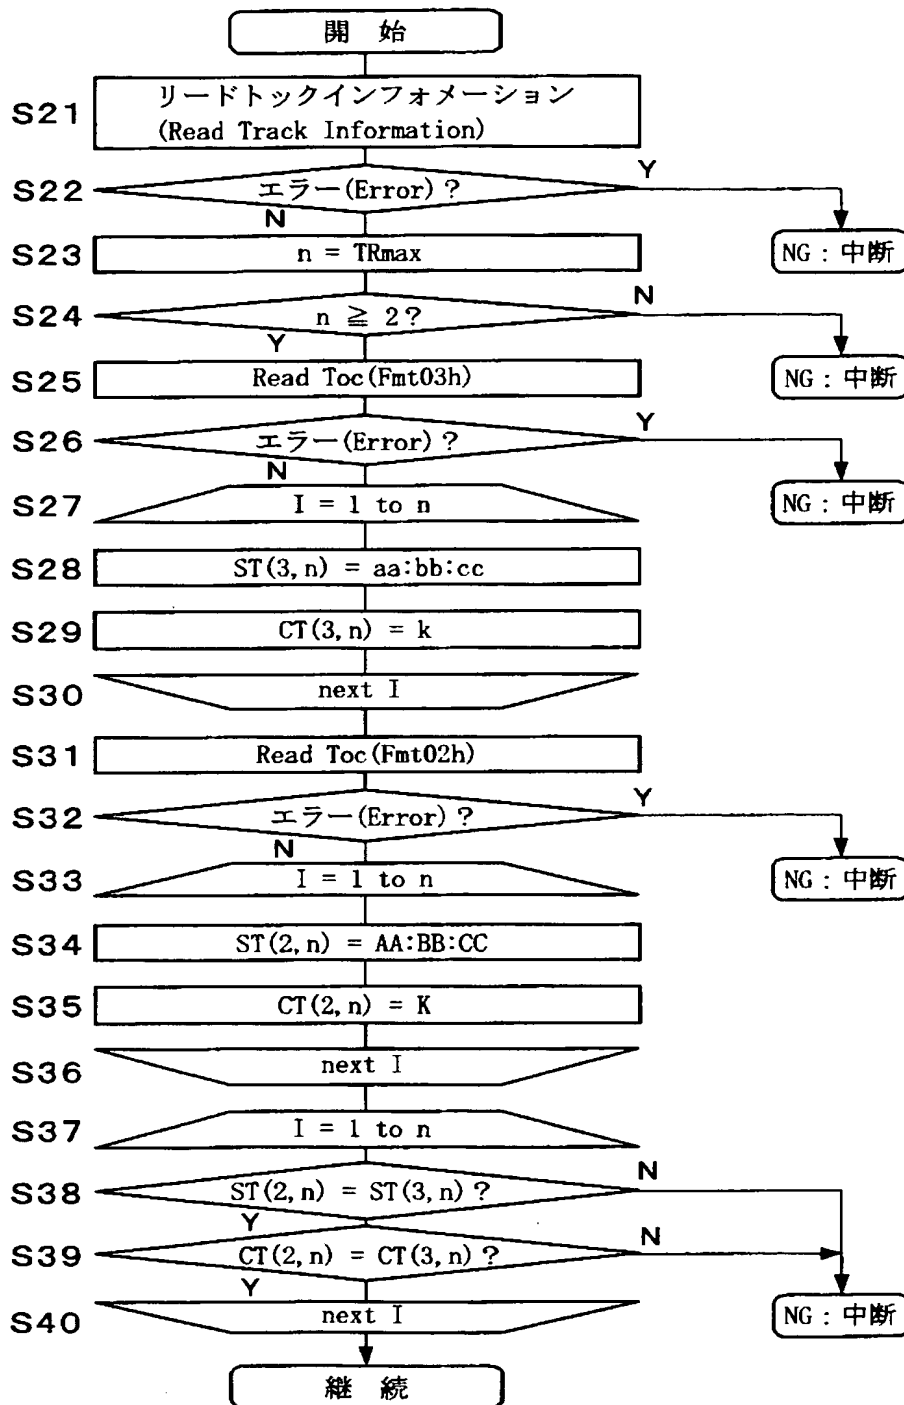 開 始
S21
リードトックインフォメーション
(Read Track Information)
S22
エラー(Error)?
Y
N
NG:中断
S23
n = TRmax
S24
n ≧ 2?
N
Y
NG:中断
S25
Read Toc(Fmt03h)
S26
エラー(Error)?
Y
N
NG:中断
S27
I = 1 to n
S28
ST(3,n) = aa:bb:cc
S29
CT(3,n) = k
S30
next I
S31
Read Toc(Fmt02h)
S32
エラー(Error)?
Y
N
NG:中断
S33
I = 1 to n
S34
ST(2,n) = AA:BB:CC
S35
CT(2,n) = K
S36
next I
S37
I = 1 to n
S38
ST(2,n) = ST(3,n)?
N
Y
S39
CT(2,n) = CT(3,n)?
N
Y
NG:中断
S40
next I
継 続